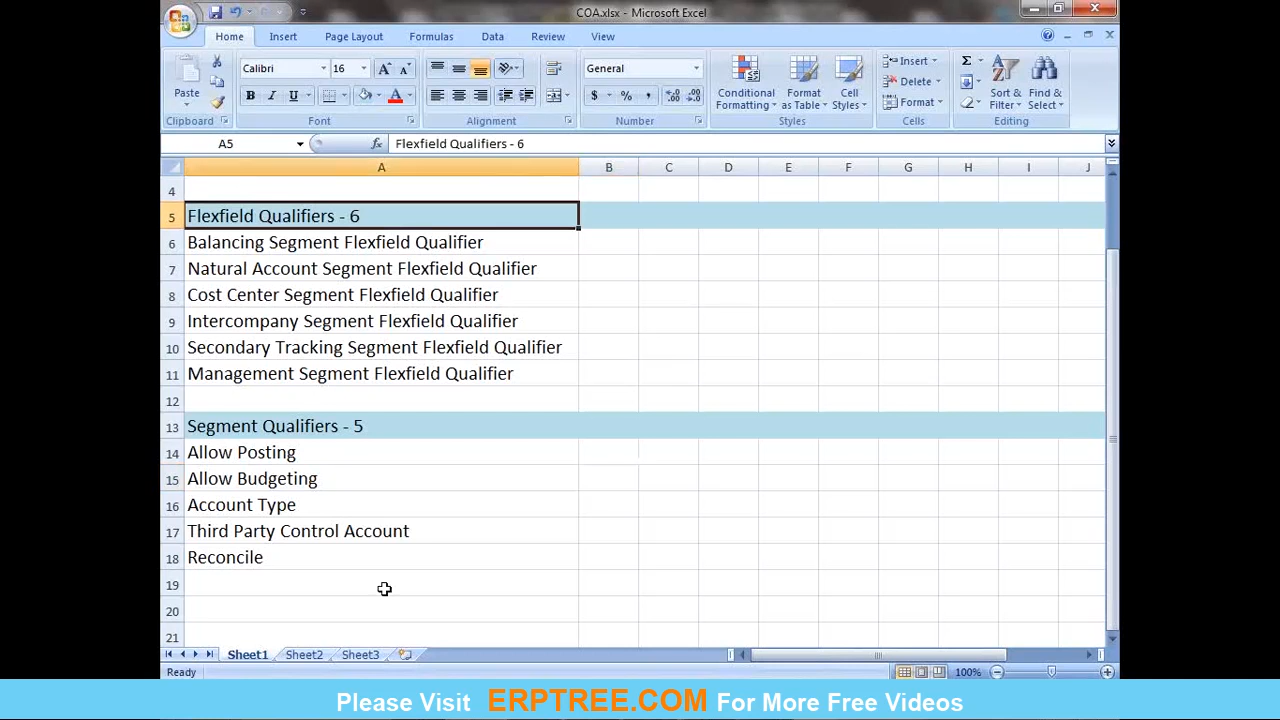 COA.xlsx - Microsoft Excel
Home Insert Page Layout Formulas Data Review View
Paste
Clipboard
Calibri 16
A A
B I U A
Font
Alignment
General
$ % ,
Number
Conditional Formatting
Format as Table
Cell Styles
Styles
Insert
Delete
Format
Cells
Σ
Sort & Filter
Find & Select
Editing
A5 fx Flexfield Qualifiers - 6
A B C D E F G H I J
4
5 Flexfield Qualifiers - 6
6 Balancing Segment Flexfield Qualifier
7 Natural Account Segment Flexfield Qualifier
8 Cost Center Segment Flexfield Qualifier
9 Intercompany Segment Flexfield Qualifier
10 Secondary Tracking Segment Flexfield Qualifier
11 Management Segment Flexfield Qualifier
12
13 Segment Qualifiers - 5
14 Allow Posting
15 Allow Budgeting
16 Account Type
17 Third Party Control Account
18 Reconcile
19
20
21
Sheet1 Sheet2 Sheet3
Ready 100%
Please Visit ERPTREE.COM For More Free Videos